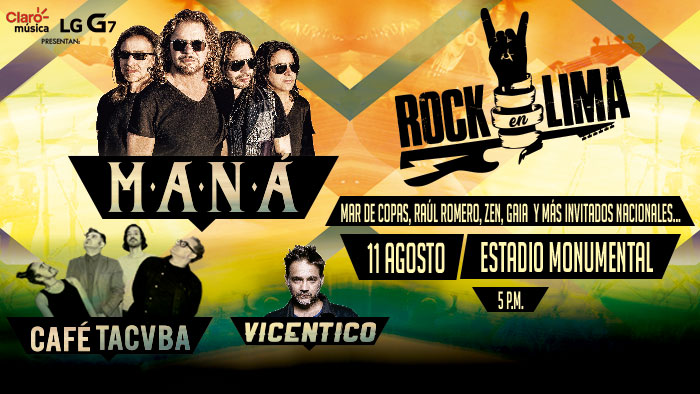 Claro
música
LG G7
PRESENTAN:
MANÁ
ROCK en LIMA
MAR DE COPAS, RAÚL ROMERO, ZEN, GAIA Y MÁS INVITADOS NACIONALES...
11 AGOSTO
ESTADIO MONUMENTAL
5 P.M.
CAFÉ TACVBA
VICENTICO